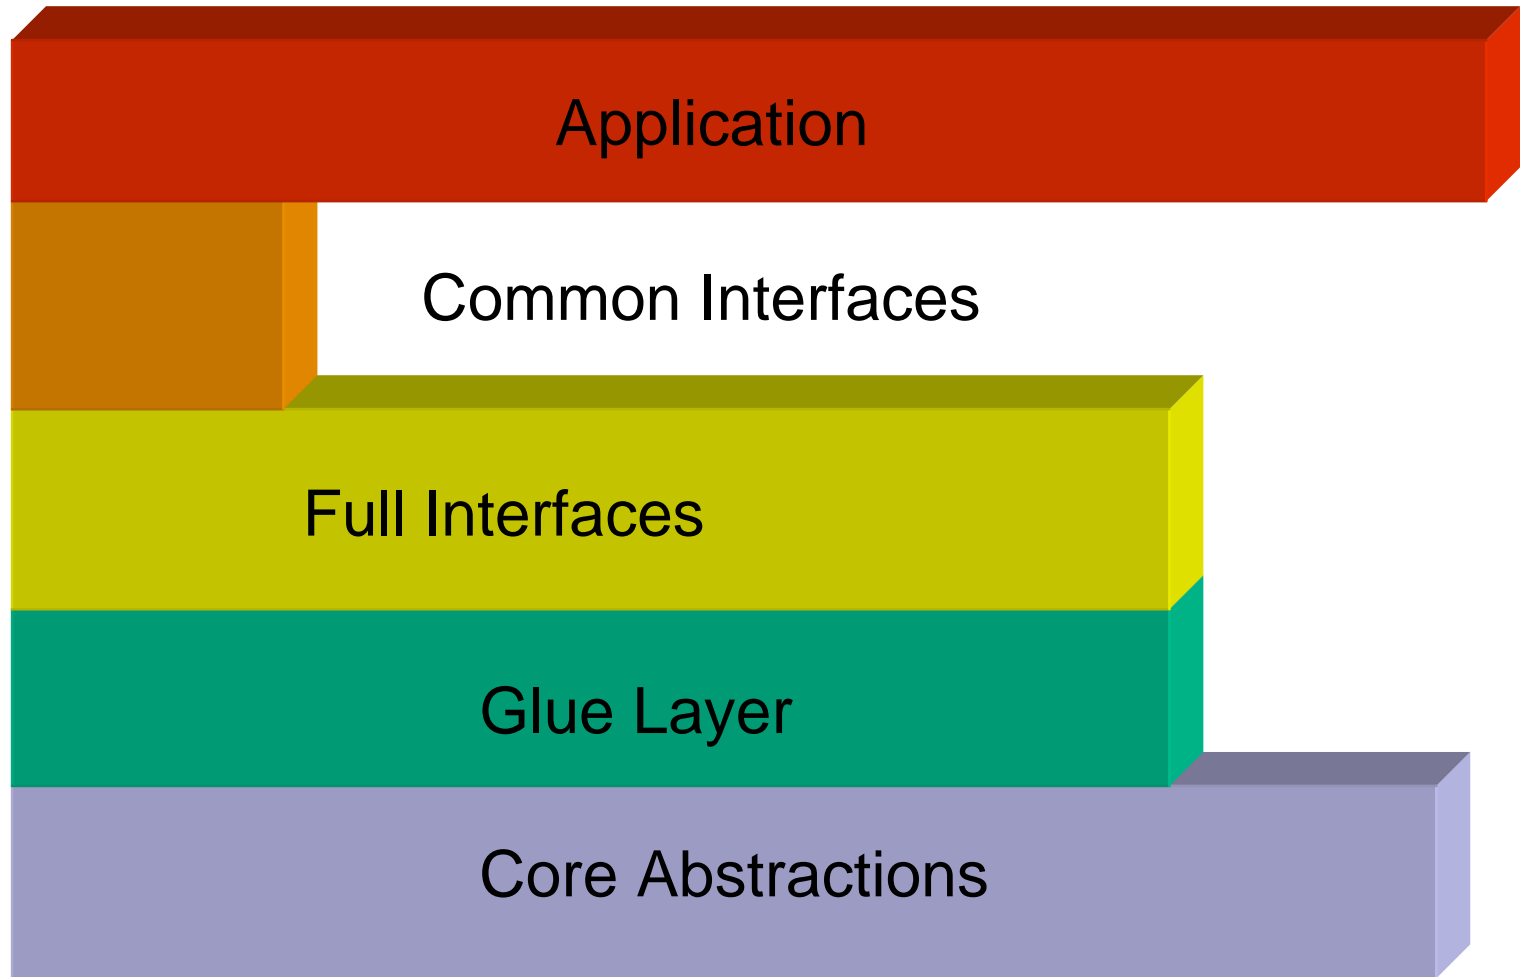 Application
Common Interfaces
Full Interfaces
Glue Layer
Core Abstractions